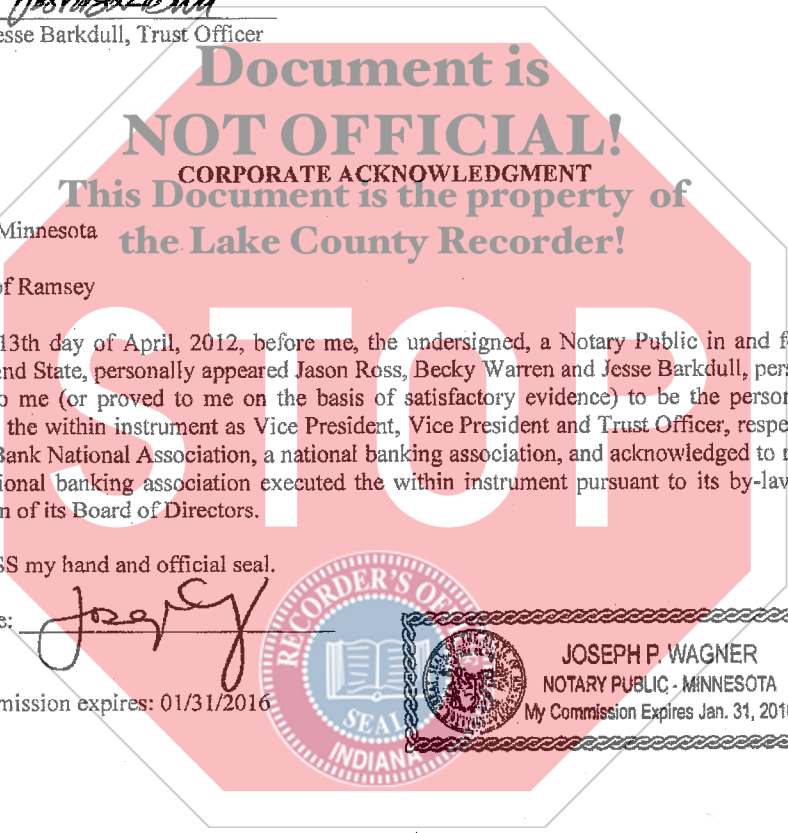 esse Barkdull, Trust Officer
Document is
NOT OFFICIAL!
CORPORATE ACKNOWLEDGMENT
This Document is the property of
Minnesota
the Lake County Recorder!
of Ramsey
STOP
13th day of April, 2012, before me, the undersigned, a Notary Public in and f
end State, personally appeared Jason Ross, Becky Warren and Jesse Barkdull, pers
o me (or proved to me on the basis of satisfactory evidence) to be the person
the within instrument as Vice President, Vice President and Trust Officer, respe
Bank National Association, a national banking association, and acknowledged to
ional banking association executed the within instrument pursuant to its by-law
n of its Board of Directors.
SS my hand and official seal.
e:
mission expires: 01/31/2016
RECORDER'S OF
SEAL
INDIANA
JOSEPH P. WAGNER
NOTARY PUBLIC - MINNESOTA
My Commission Expires Jan. 31, 2016